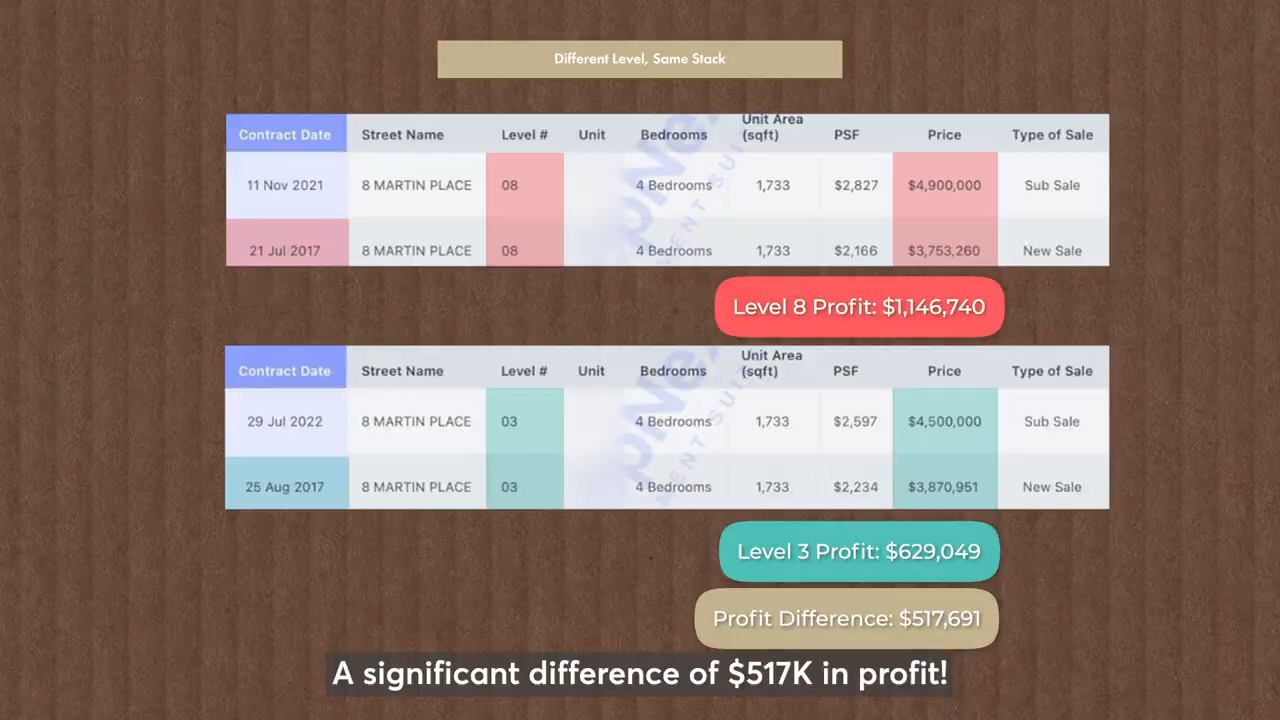 Different Level, Same Stack
Contract Date Street Name Level # Unit Bedrooms Unit Area (sqft) PSF Price Type of Sale
11 Nov 2021 8 MARTIN PLACE 08 4 Bedrooms 1,733 $2,827 $4,900,000 Sub Sale
21 Jul 2017 8 MARTIN PLACE 08 4 Bedrooms 1,733 $2,166 $3,753,260 New Sale
Level 8 Profit: $1,146,740
Contract Date Street Name Level # Unit Bedrooms Unit Area (sqft) PSF Price Type of Sale
29 Jul 2022 8 MARTIN PLACE 03 4 Bedrooms 1,733 $2,597 $4,500,000 Sub Sale
25 Aug 2017 8 MARTIN PLACE 03 4 Bedrooms 1,733 $2,234 $3,870,951 New Sale
Level 3 Profit: $629,049
Profit Difference: $517,691
A significant difference of $517K in profit!